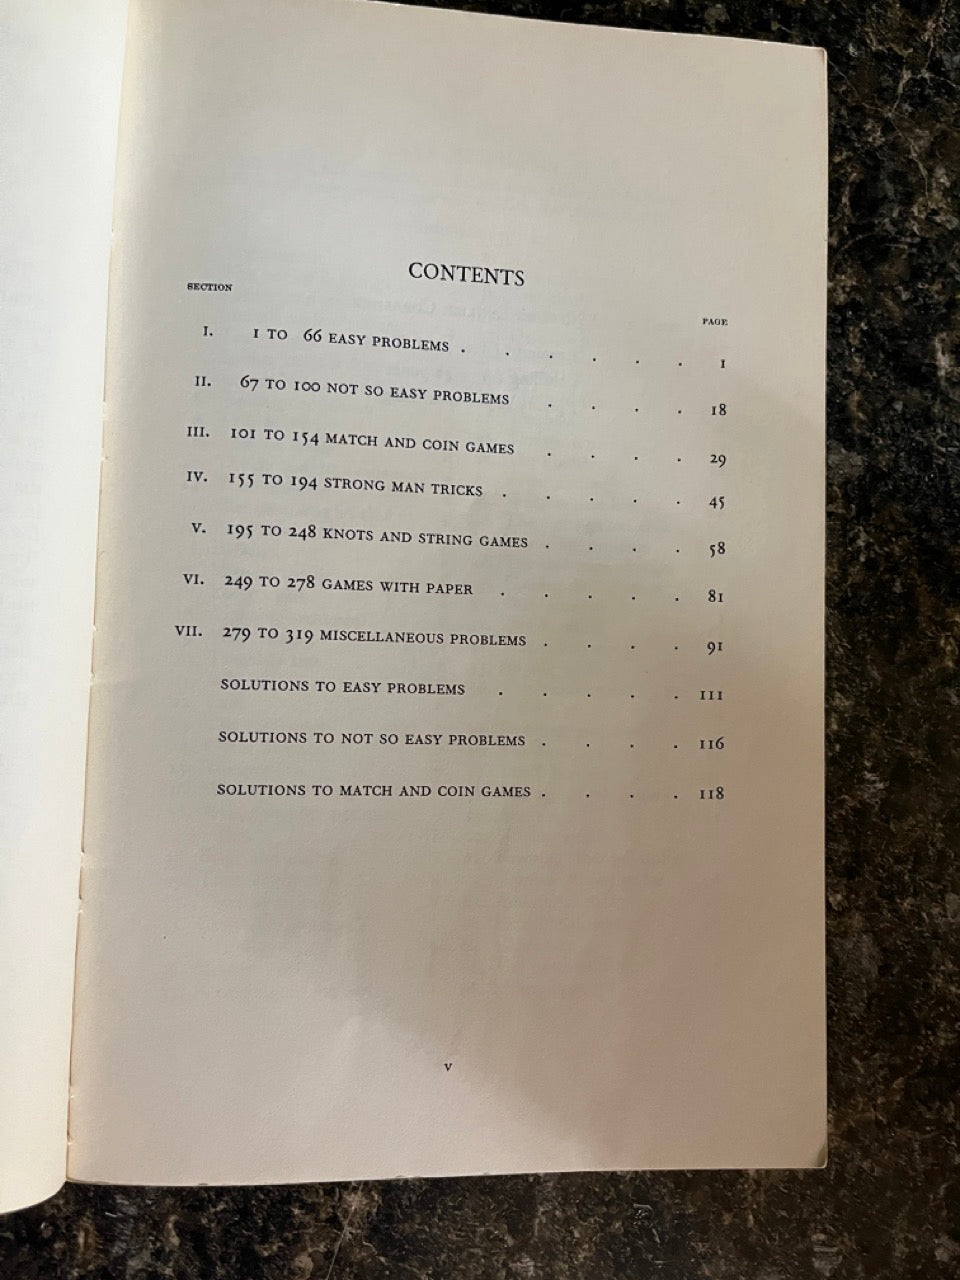 CONTENTS
SECTION
PAGE
I. 1 TO 66 EASY PROBLEMS . . . . . . 1
II. 67 TO 100 NOT SO EASY PROBLEMS . . . . 18
III. 101 TO 154 MATCH AND COIN GAMES . . . . 29
IV. 155 TO 194 STRONG MAN TRICKS . . . . . 45
V. 195 TO 248 KNOTS AND STRING GAMES . . . . 58
VI. 249 TO 278 GAMES WITH PAPER . . . . . 81
VII. 279 TO 319 MISCELLANEOUS PROBLEMS . . . . 91
SOLUTIONS TO EASY PROBLEMS . . . . . 111
SOLUTIONS TO NOT SO EASY PROBLEMS . . . . 116
SOLUTIONS TO MATCH AND COIN GAMES . . . . 118
v